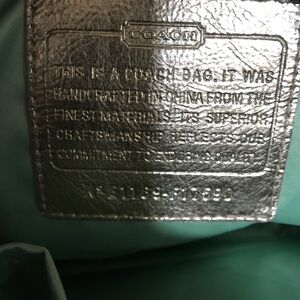 COACH
THIS IS A COACH BAG. IT WAS
HANDCRAFTED IN CHINA FROM THE
FINEST MATERIALS. ITS SUPERIOR
CRAFTSMANSHIP REFLECTS OUR
COMMITMENT TO